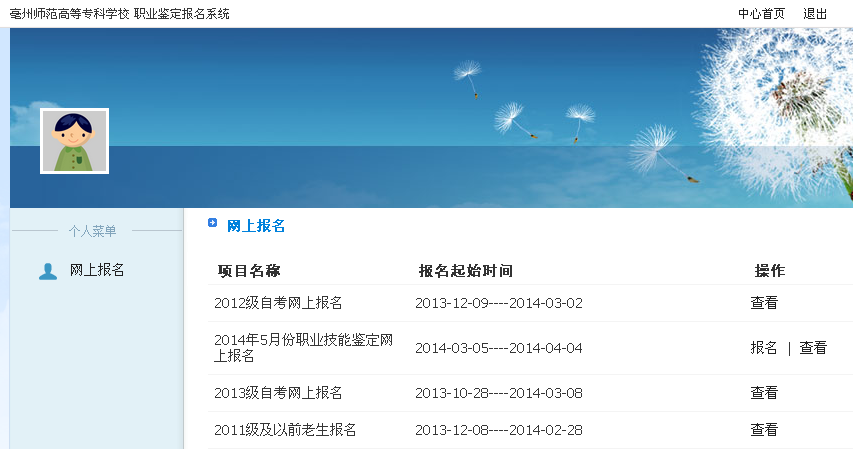 亳州师范高等专科学校 职业鉴定报名系统 中心首页 退出
个人菜单
网上报名
网上报名
项目名称 报名起始时间 操作
2012级自考网上报名 2013-12-09----2014-03-02 查看
2014年5月份职业技能鉴定网
上报名 2014-03-05----2014-04-04 报名 | 查看
2013级自考网上报名 2013-10-28----2014-03-08 查看
2011级及以前老生报名 2013-12-08----2014-02-28 查看